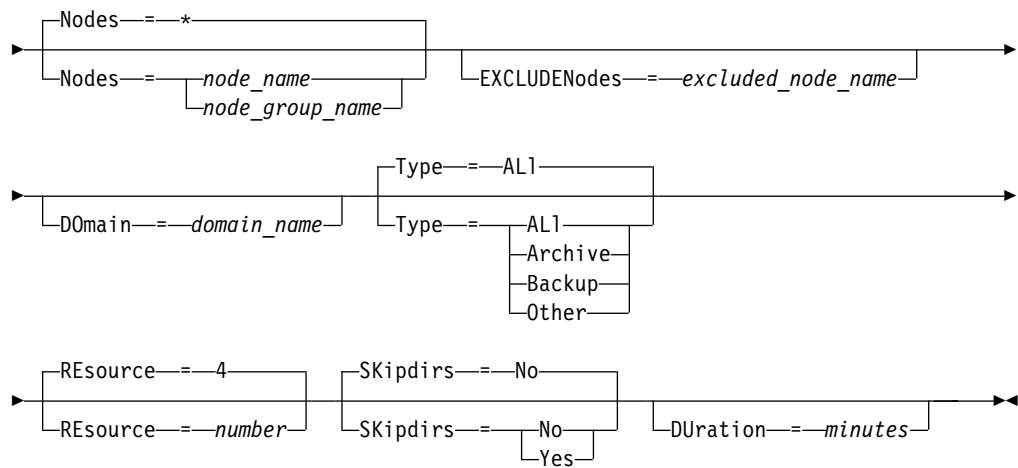 Nodes = *
Nodes = node_name EXCLUDENodes = excluded_node_name
node_group_name
Type = ALl
DOmain = domain_name Type = ALl
Archive
Backup
Other
REsource = 4 SKipdirs = No
REsource = number SKipdirs = No DUration = minutes
Yes